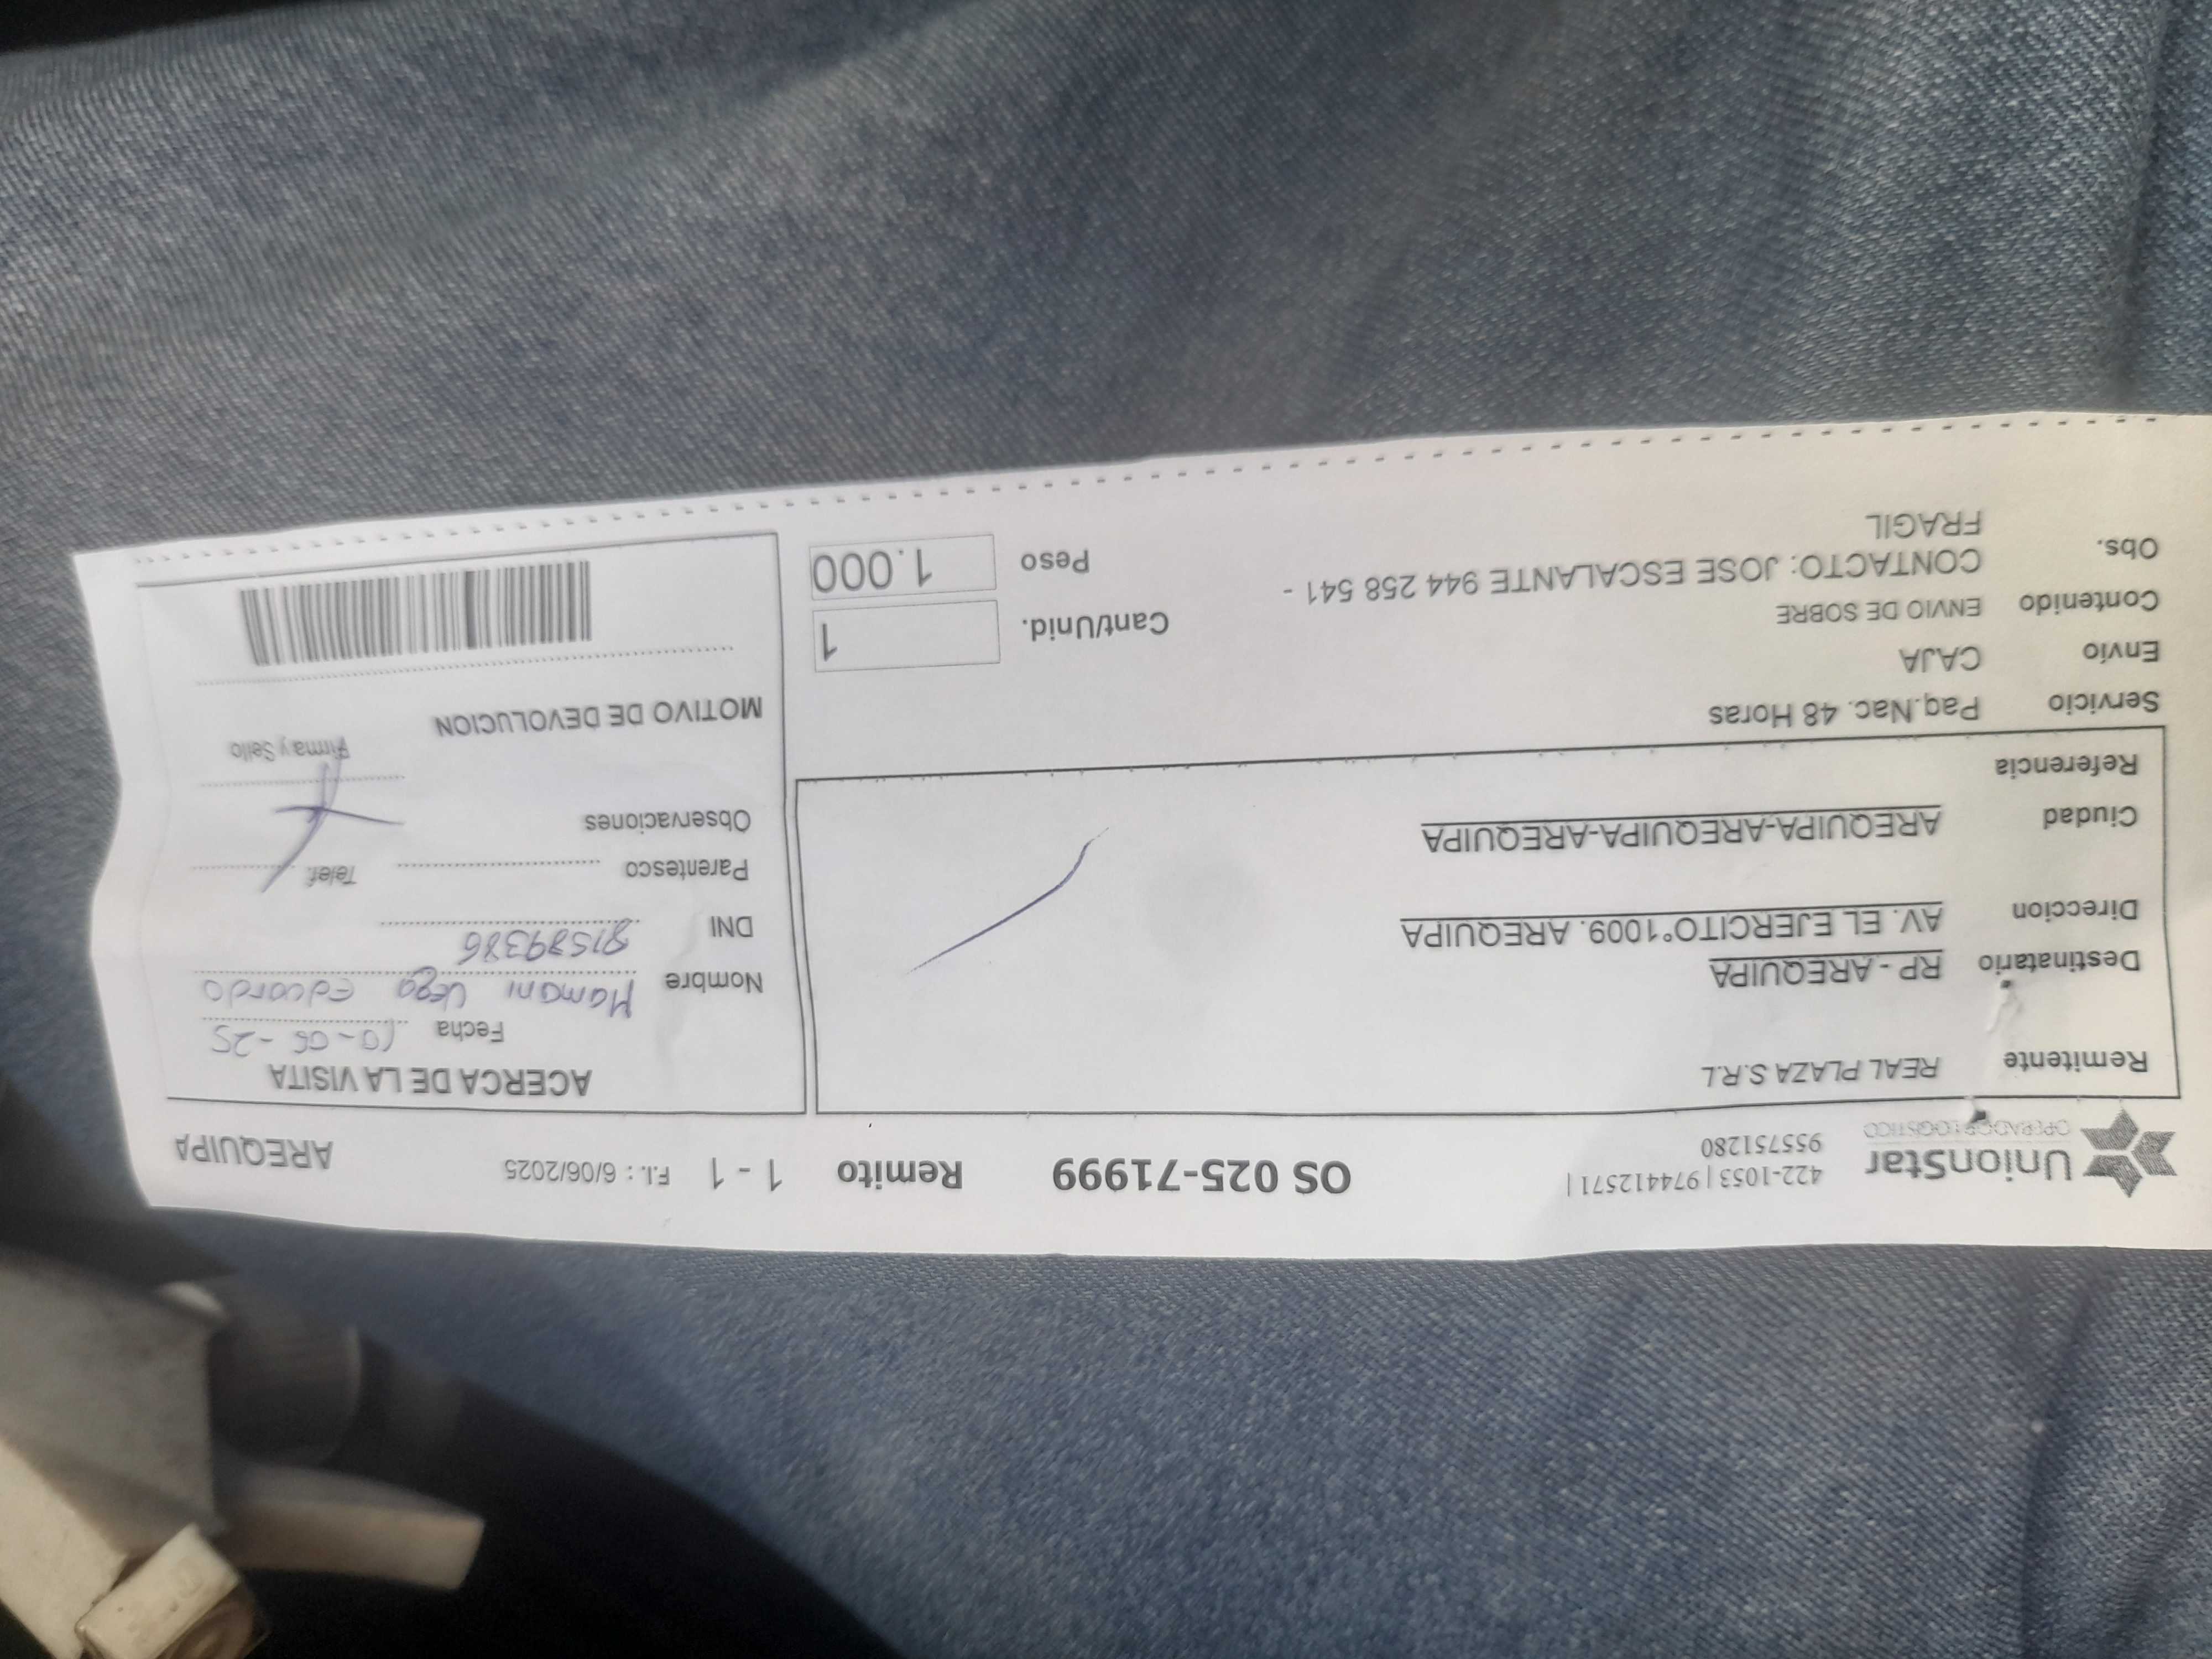 UnionStar
OPERADOR LOGISTICO
422-1053 | 974412571 |
955751280
OS 025-71999
Remito 1 - 1
F.I. : 6/06/2025
AREQUIPA
Remitente REAL PLAZA S.R.L
Destinatario RP - AREQUIPA
Direccion AV. EL EJERCITO°1009. AREQUIPA
Ciudad AREQUIPA-AREQUIPA-AREQUIPA
Referencia
Servicio Paq.Nac. 48 Horas
Envío CAJA
Contenido ENVIO DE SOBRE
Obs. CONTACTO: JOSE ESCALANTE 944 258 541 -
FRAGIL
Cant/Unid. 1
Peso 1.000
ACERCA DE LA VISITA
Fecha 10-06-25
Nombre Mamani Vega Eduardo
DNI
Parentesco Telef.
Observaciones
Firma y Sello
MOTIVO DE DEVOLUCION